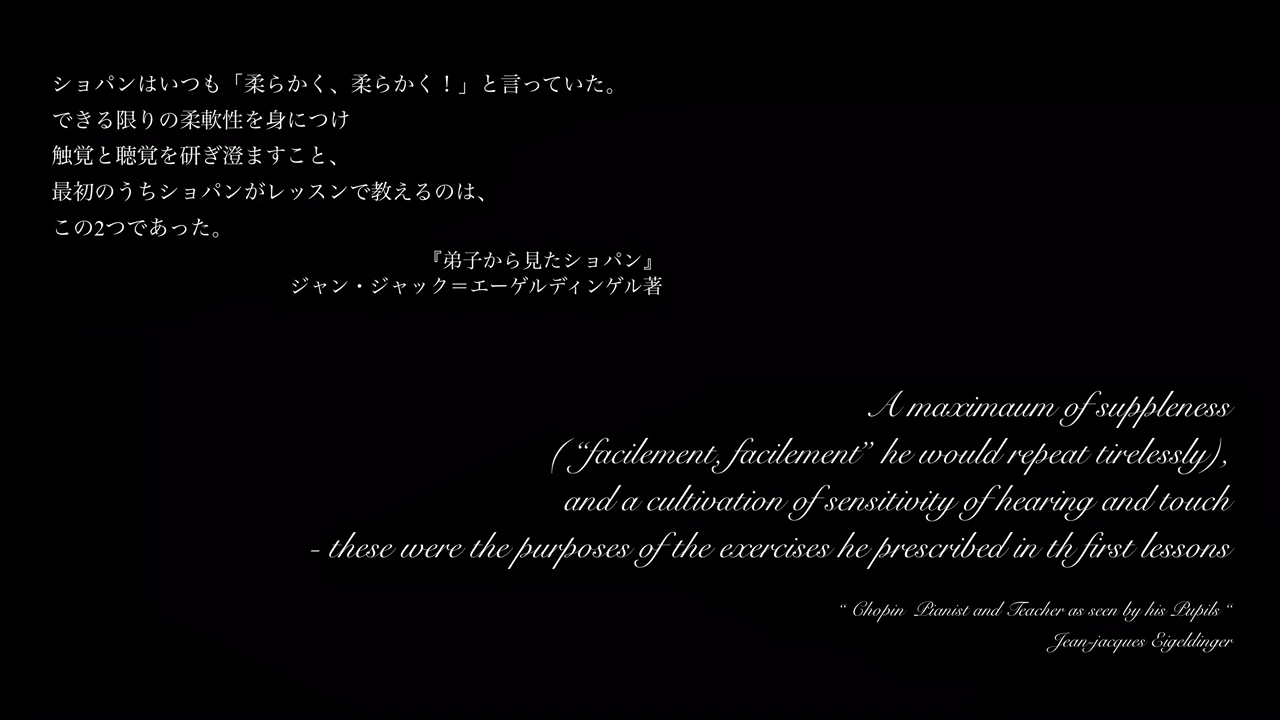 ショパンはいつも「柔らかく、柔らかく！」と言っていた。
できる限りの柔軟性を身につけ
触覚と聴覚を研ぎ澄ますこと、
最初のうちショパンがレッスンで教えるのは、
この2つであった。
『弟子から見たショパン』
ジャン・ジャック＝エーゲルディンゲル著
A maximaum of suppleness
(“facilement, facilement” he would repeat tirelessly),
and a cultivation of sensitivity of hearing and touch
- these were the purposes of the exercises he prescribed in th first lessons
“ Chopin Pianist and Teacher as seen by his Pupils “
Jean-jacques Eigeldinger